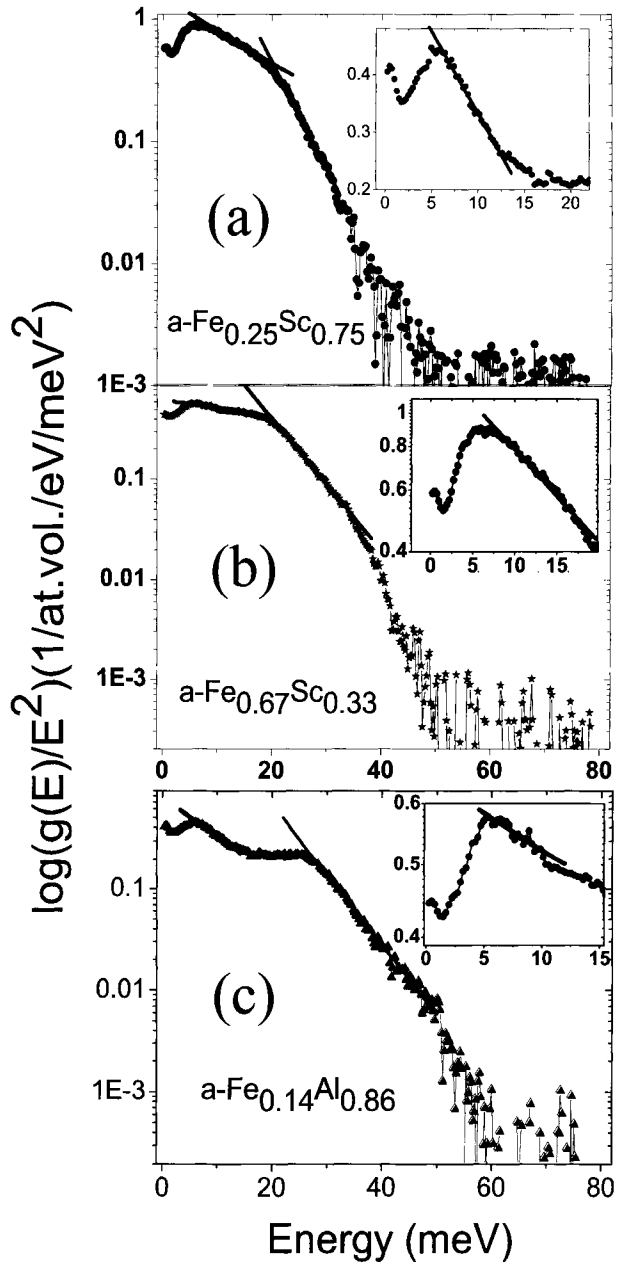 log(g(E)/E²)(1/at.vol./eV/meV²)
1
0.1
0.01
1E-3
0.4
0.3
0.2
0 5 10 15 20
(a)
a-Fe0.25Sc0.75
0.1
0.01
1E-3
1
0.8
0.6
0.4
0 5 10 15
(b)
a-Fe0.67Sc0.33
0 20 40 60 80
0.1
0.01
1E-3
0.6
0.5
0.4
0 5 10 15
(c)
a-Fe0.14Al0.86
0 20 40 60 80
Energy (meV)